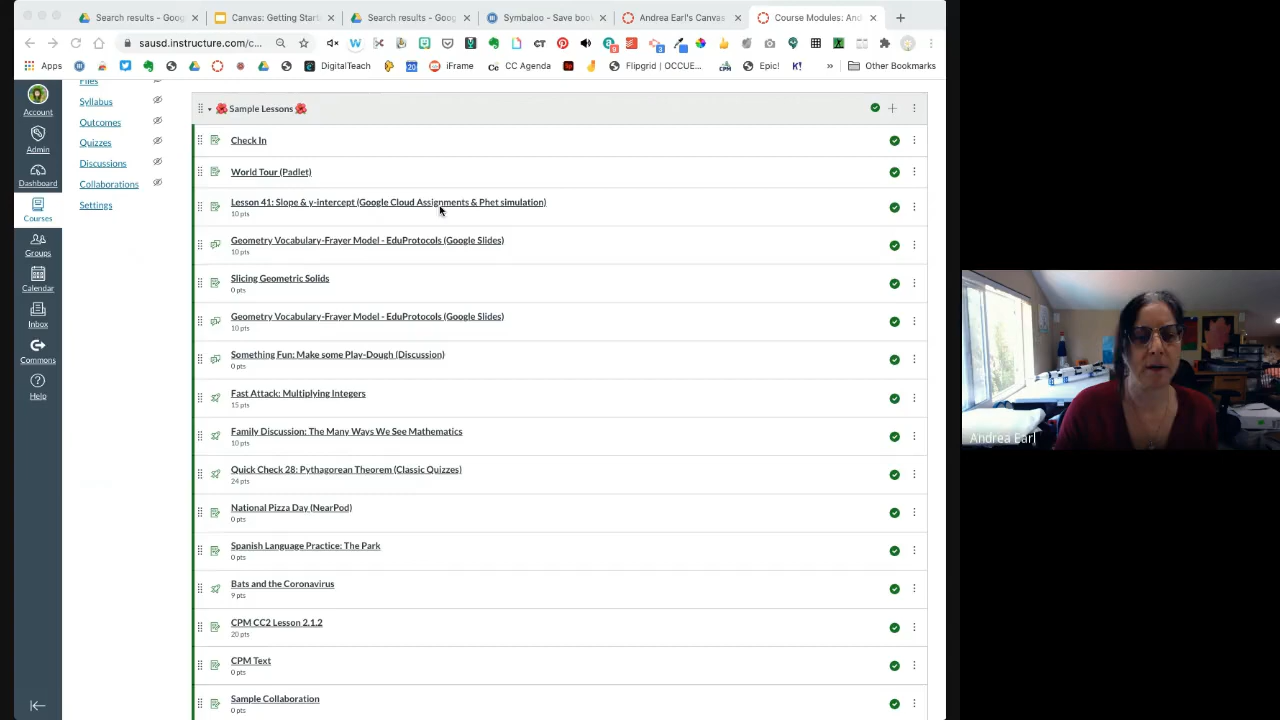 Search results - Goog
Canvas: Getting Start
Search results - Goog
Symbaloo - Save boo
Andrea Earl's Canvas
Course Modules: And
sausd.instructure.com/c...
Apps
DigitalTeach
20
iFrame
Cc CC Agenda
Flipgrid | OCCUE...
CPM
Epic!
K!
»
Other Bookmarks
Account
Admin
Dashboard
Courses
Groups
Calendar
Inbox
Commons
Help
Files
Syllabus
Outcomes
Quizzes
Discussions
Collaborations
Settings
Sample Lessons
Check In
World Tour (Padlet)
Lesson 41: Slope & y-intercept (Google Cloud Assignments & Phet simulation)
10 pts
Geometry Vocabulary-Frayer Model - EduProtocols (Google Slides)
10 pts
Slicing Geometric Solids
0 pts
Geometry Vocabulary-Frayer Model - EduProtocols (Google Slides)
10 pts
Something Fun: Make some Play-Dough (Discussion)
0 pts
Fast Attack: Multiplying Integers
15 pts
Family Discussion: The Many Ways We See Mathematics
10 pts
Quick Check 28: Pythagorean Theorem (Classic Quizzes)
24 pts
National Pizza Day (NearPod)
0 pts
Spanish Language Practice: The Park
0 pts
Bats and the Coronavirus
9 pts
CPM CC2 Lesson 2.1.2
20 pts
CPM Text
0 pts
Sample Collaboration
0 pts
Andrea Earl